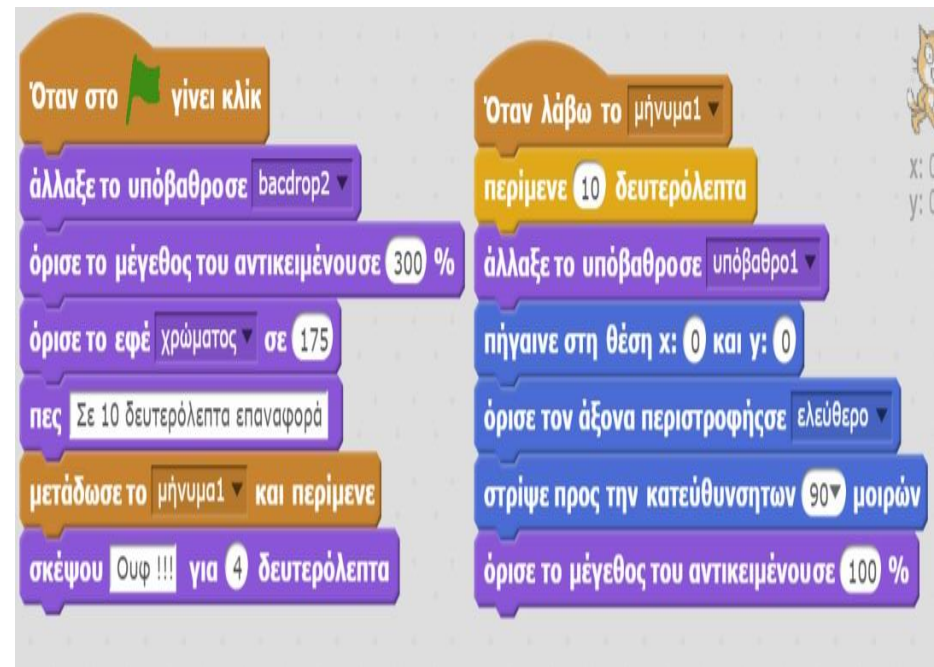 Όταν στο γίνει κλίκ
άλλαξε το υπόβαθροσε bacdrop2
όρισε το μέγεθος του αντικειμένουσε 300 %
όρισε το εφέ χρώματος σε 175
πες Σε 10 δευτερόλεπτα επαναφορά
μετάδωσε το μήνυμα1 και περίμενε
σκέψου Ουφ !!! για 4 δευτερόλεπτα
Όταν λάβω το μήνυμα1
περίμενε 10 δευτερόλεπτα
άλλαξε το υπόβαθροσε υπόβαθρο1
πήγαινε στη θέση x: 0 και y: 0
όρισε τον άξονα περιστροφήςσε ελεύθερο
στρίψε προς την κατεύθυνσητων 90 μοιρών
όρισε το μέγεθος του αντικειμένουσε 100 %
x:
y: